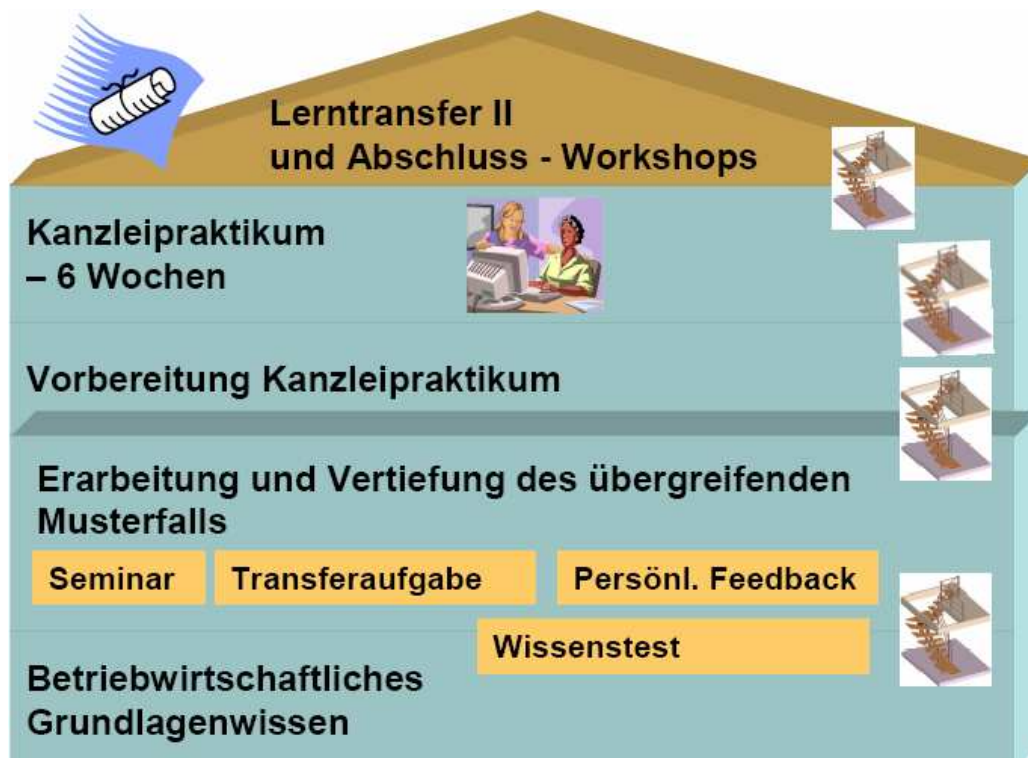 Lerntransfer II
und Abschluss - Workshops
Kanzleipraktikum
– 6 Wochen
Vorbereitung Kanzleipraktikum
Erarbeitung und Vertiefung des übergreifenden
Musterfalls
Seminar
Transferaufgabe
Persönl. Feedback
Wissenstest
Betriebwirtschaftliches
Grundlagenwissen